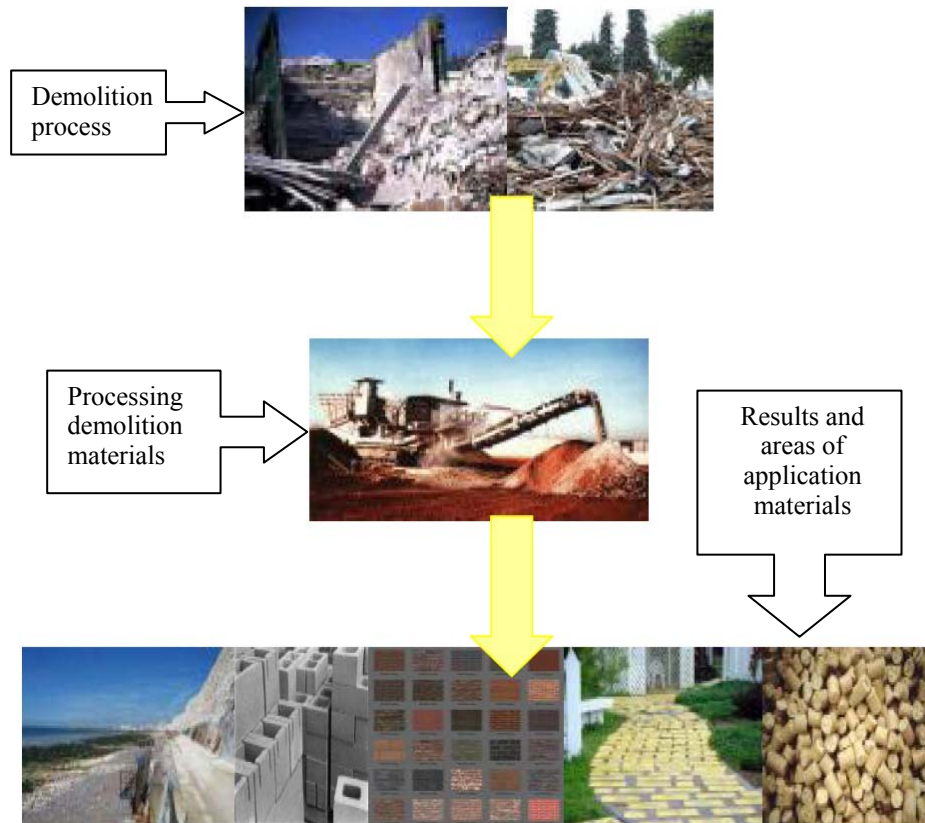 Demolition
process
Processing
demolition
materials
Results and
areas of
application
materials